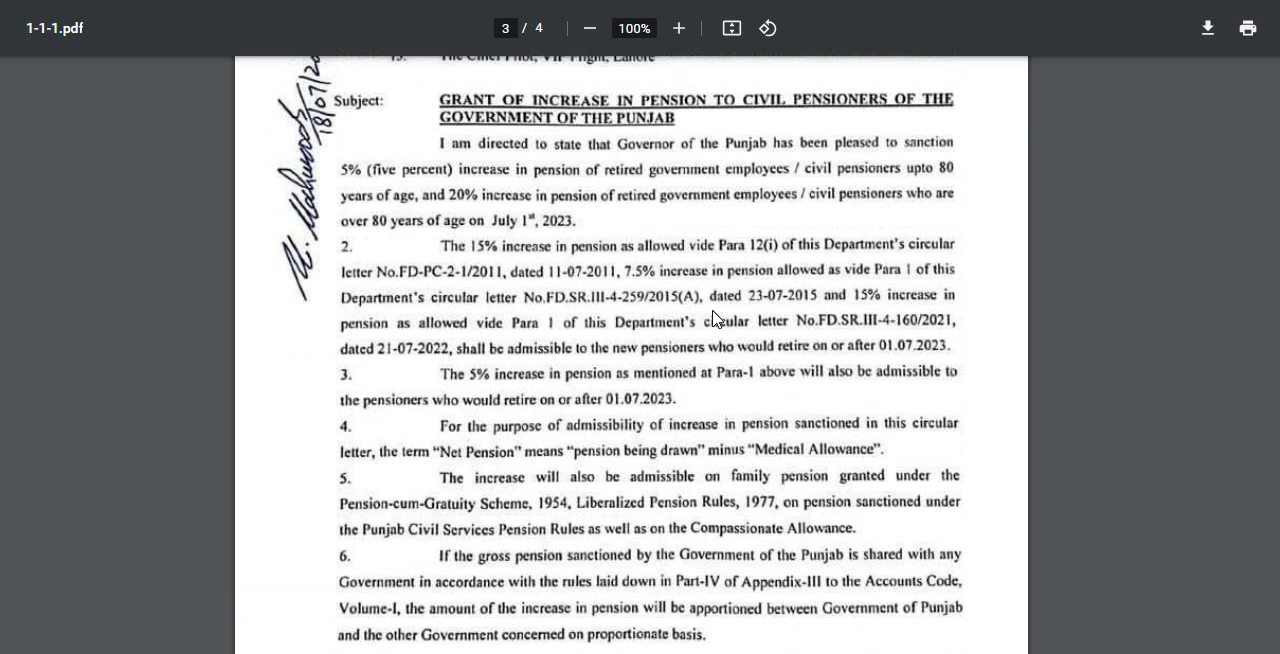 1-1-1.pdf
3 / 4
100%
The Chief Pilot, VIP Flight, Lahore
18/07/20
Subject: GRANT OF INCREASE IN PENSION TO CIVIL PENSIONERS OF THE
GOVERNMENT OF THE PUNJAB
I am directed to state that Governor of the Punjab has been pleased to sanction
5% (five percent) increase in pension of retired government employees / civil pensioners upto 80
years of age, and 20% increase in pension of retired government employees / civil pensioners who are
over 80 years of age on July 1st, 2023.
2. The 15% increase in pension as allowed vide Para 12(i) of this Department's circular
letter No.FD-PC-2-1/2011, dated 11-07-2011, 7.5% increase in pension allowed as vide Para 1 of this
Department's circular letter No.FD.SR.III-4-259/2015(A), dated 23-07-2015 and 15% increase in
pension as allowed vide Para 1 of this Department's circular letter No.FD.SR.III-4-160/2021,
dated 21-07-2022, shall be admissible to the new pensioners who would retire on or after 01.07.2023.
3. The 5% increase in pension as mentioned at Para-1 above will also be admissible to
the pensioners who would retire on or after 01.07.2023.
4. For the purpose of admissibility of increase in pension sanctioned in this circular
letter, the term "Net Pension" means "pension being drawn" minus "Medical Allowance".
5. The increase will also be admissible on family pension granted under the
Pension-cum-Gratuity Scheme, 1954, Liberalized Pension Rules, 1977, on pension sanctioned under
the Punjab Civil Services Pension Rules as well as on the Compassionate Allowance.
6. If the gross pension sanctioned by the Government of the Punjab is shared with any
Government in accordance with the rules laid down in Part-IV of Appendix-III to the Accounts Code,
Volume-I, the amount of the increase in pension will be apportioned between Government of Punjab
and the other Government concerned on proportionate basis.